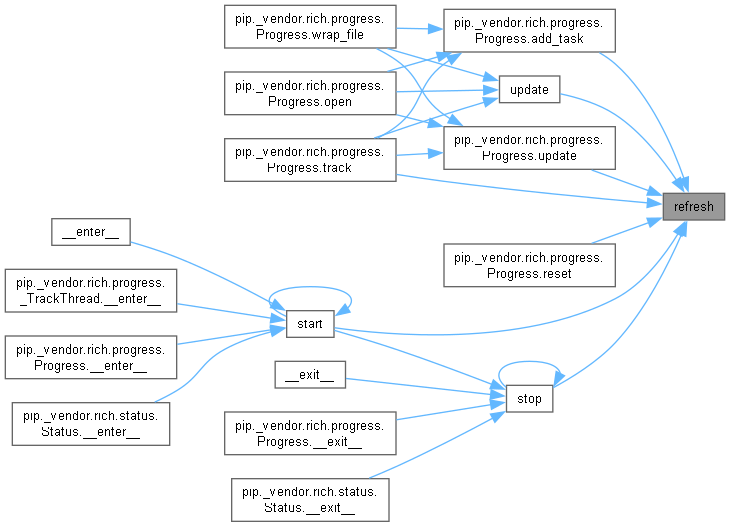 pip._vendor.rich.progress.
Progress.wrap_file
pip._vendor.rich.progress.
Progress.add_task
pip._vendor.rich.progress.
Progress.open
update
pip._vendor.rich.progress.
Progress.track
pip._vendor.rich.progress.
Progress.update
refresh
__enter__
pip._vendor.rich.progress.
Progress.reset
pip._vendor.rich.progress.
_TrackThread.__enter__
start
pip._vendor.rich.progress.
Progress.__enter__
__exit__
stop
pip._vendor.rich.status.
Status.__enter__
pip._vendor.rich.progress.
Progress.__exit__
pip._vendor.rich.status.
Status.__exit__